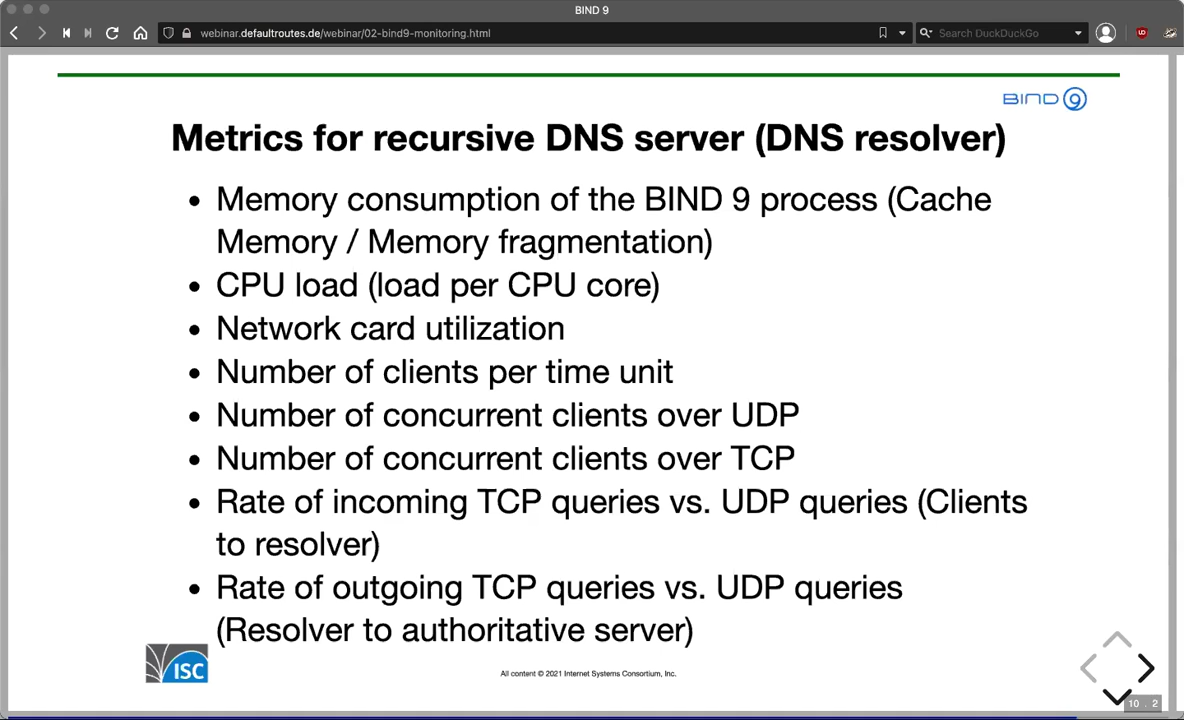 BIND 9
webinar.defaultroutes.de/webinar/02-bind9-monitoring.html
Search DuckDuckGo
BIND 9
Metrics for recursive DNS server (DNS resolver)
• Memory consumption of the BIND 9 process (Cache
Memory / Memory fragmentation)
• CPU load (load per CPU core)
• Network card utilization
• Number of clients per time unit
• Number of concurrent clients over UDP
• Number of concurrent clients over TCP
• Rate of incoming TCP queries vs. UDP queries (Clients
to resolver)
• Rate of outgoing TCP queries vs. UDP queries
(Resolver to authoritative server)
ISC
All content © 2021 Internet Systems Consortium, Inc.
10 . 2